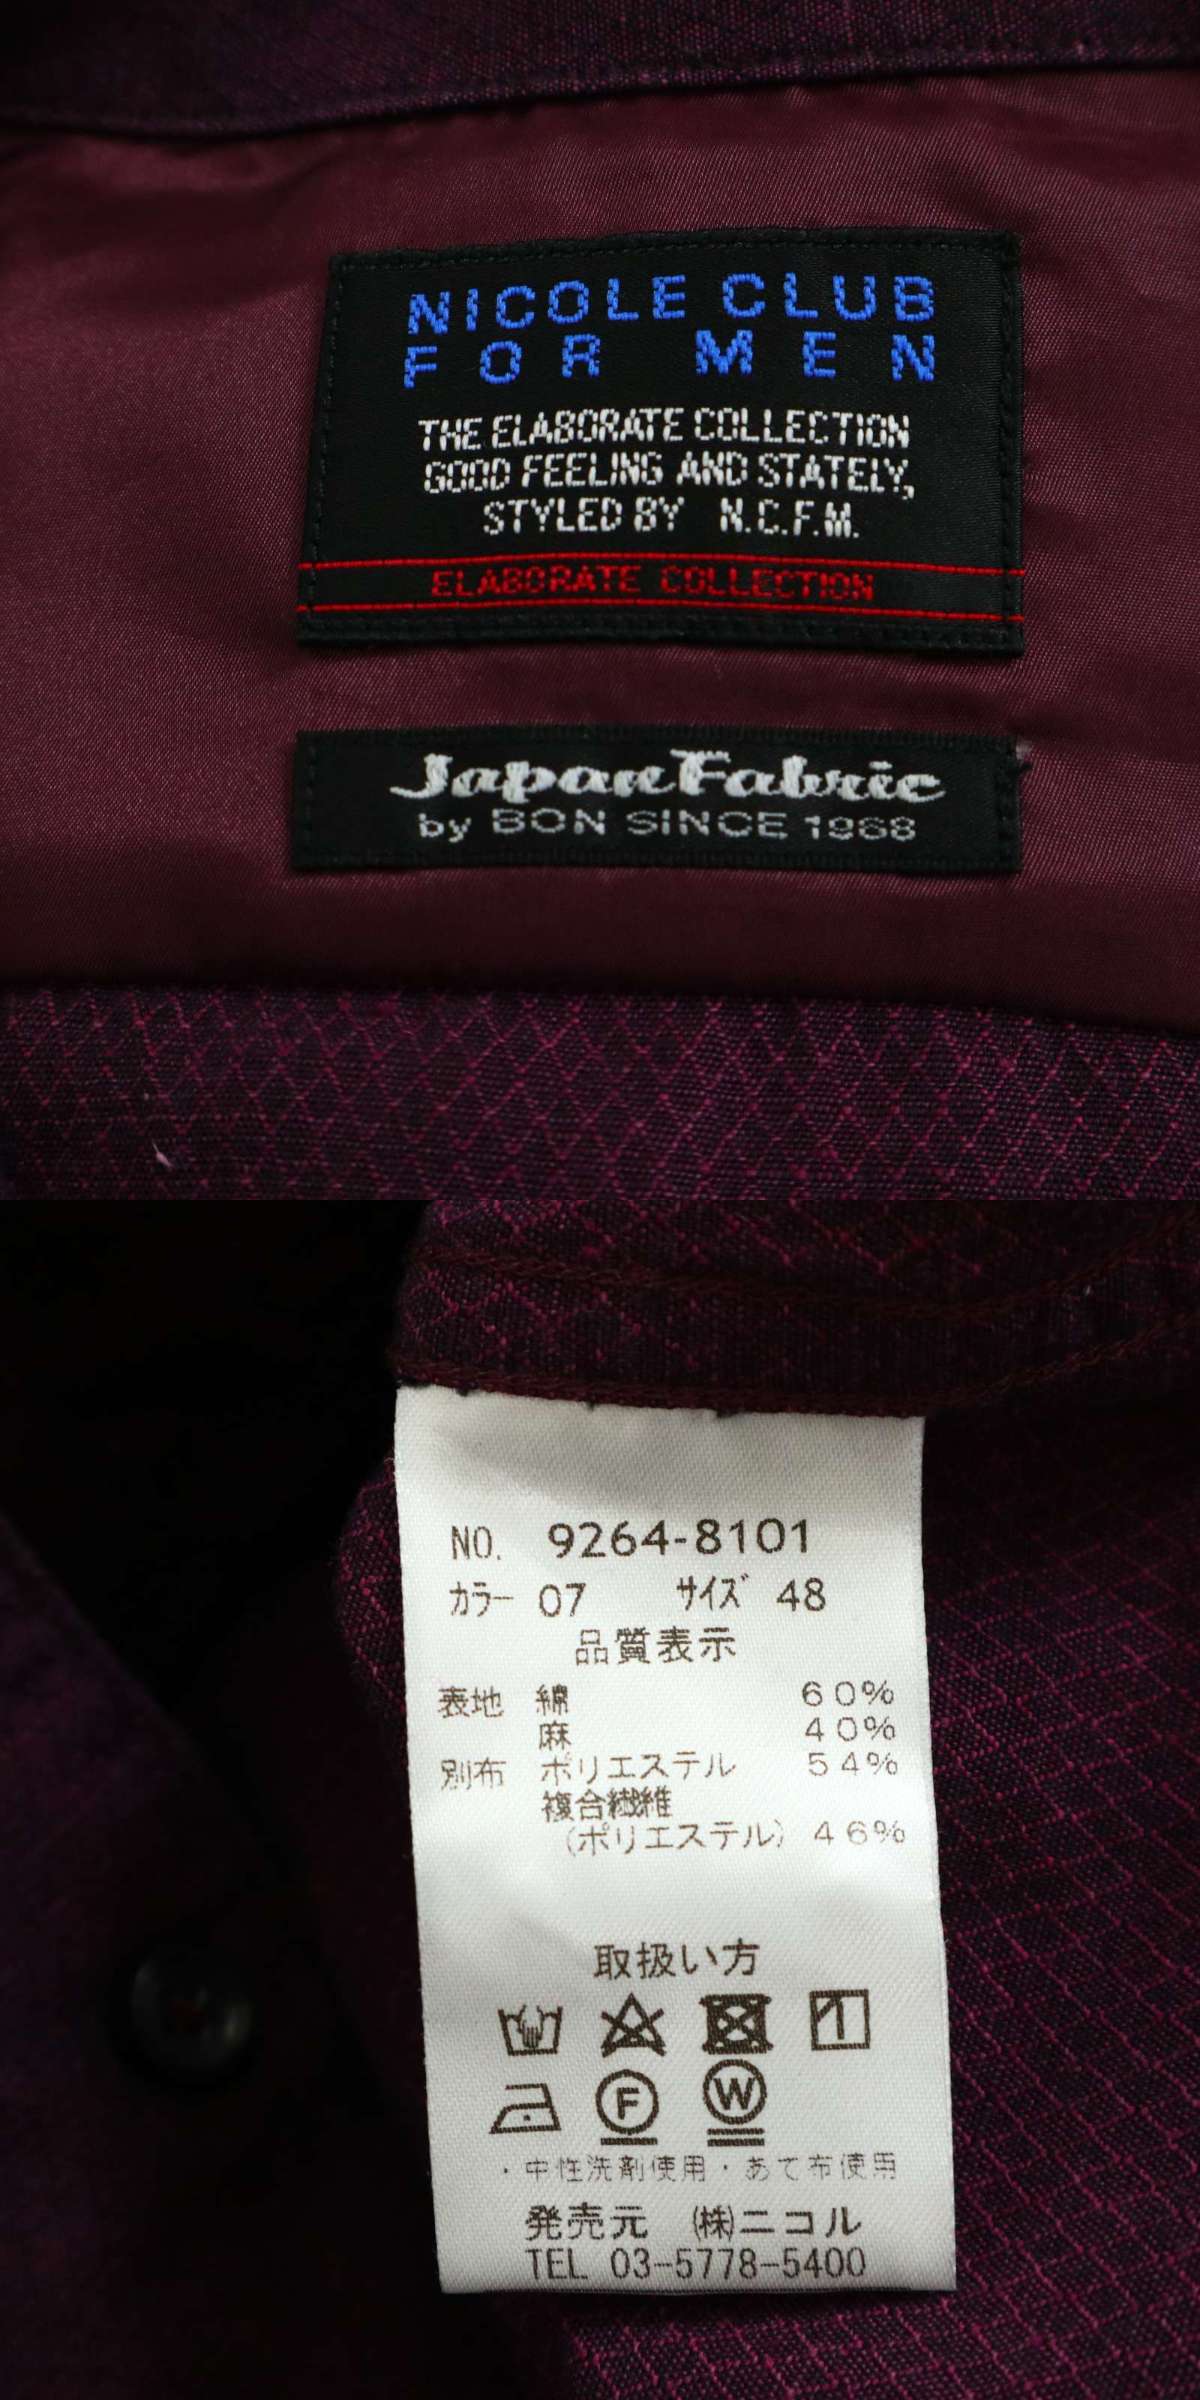 NICOLE CLUB
FOR MEN
THE ELABORATE COLLECTION
GOOD FEELING AND STATELY,
STYLED BY N.C.F.M.
ELABORATE COLLECTION
Japan Fabric
by BON SINCE 1968
NO. 9264-8101
カラー 07 サイズ 48
品質表示
表地 綿 60%
麻 40%
別布 ポリエステル 54%
複合繊維
(ポリエステル) 46%
取扱い方
F W
・中性洗剤使用・あて布使用
発売元 (株)ニコル
TEL 03-5778-5400